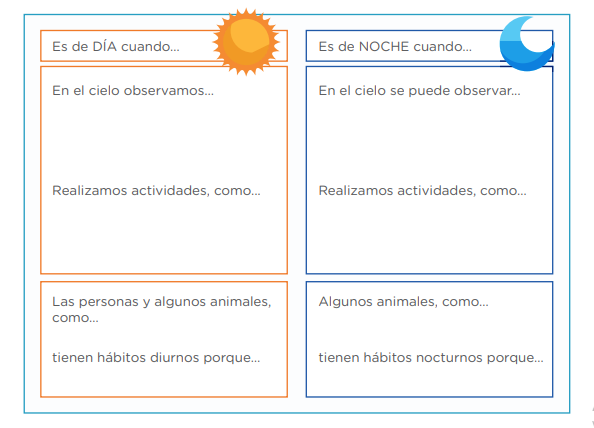 Es de DÍA cuando...
En el cielo observamos...
Realizamos actividades, como...
Las personas y algunos animales,
como...
tienen hábitos diurnos porque...
Es de NOCHE cuando...
En el cielo se puede observar...
Realizamos actividades, como...
Algunos animales, como...
tienen hábitos nocturnos porque...